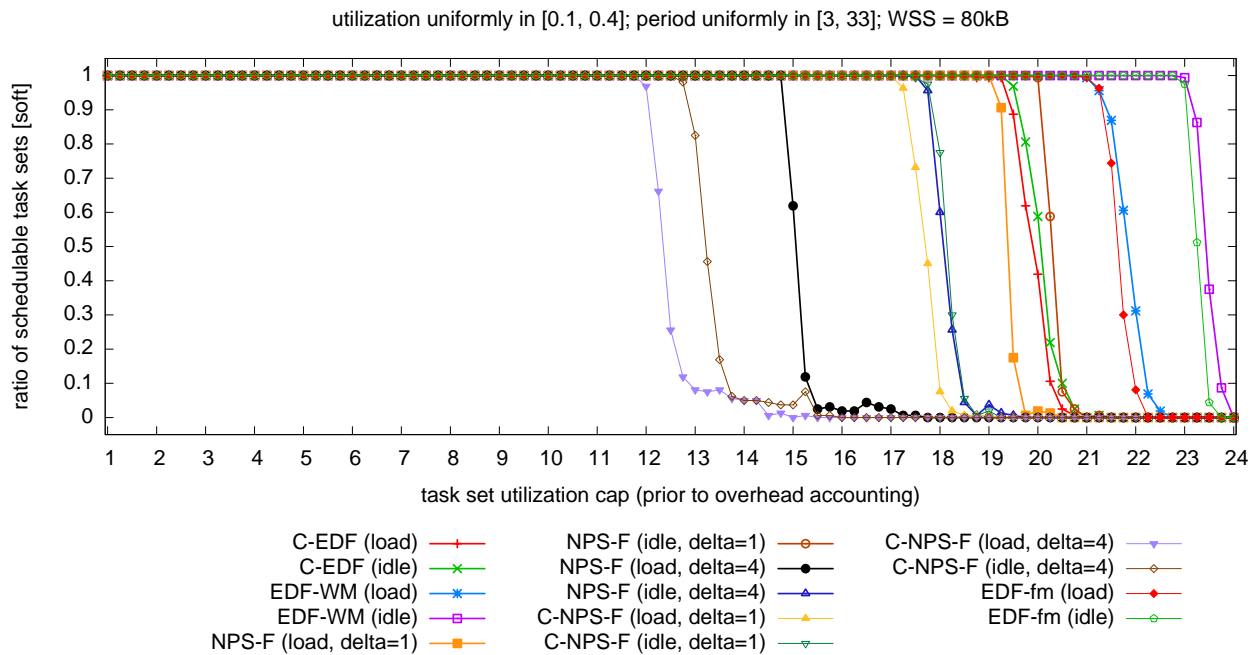 utilization uniformly in [0.1, 0.4]; period uniformly in [3, 33]; WSS = 80kB
ratio of schedulable task sets [soft]
1
0.9
0.8
0.7
0.6
0.5
0.4
0.3
0.2
0.1
0
1 2 3 4 5 6 7 8 9 10 11 12 13 14 15 16 17 18 19 20 21 22 23 24
task set utilization cap (prior to overhead accounting)
C-EDF (load)
C-EDF (idle)
EDF-WM (load)
EDF-WM (idle)
NPS-F (load, delta=1)
NPS-F (idle, delta=1)
NPS-F (load, delta=4)
NPS-F (idle, delta=4)
C-NPS-F (load, delta=1)
C-NPS-F (idle, delta=1)
C-NPS-F (load, delta=4)
C-NPS-F (idle, delta=4)
EDF-fm (load)
EDF-fm (idle)